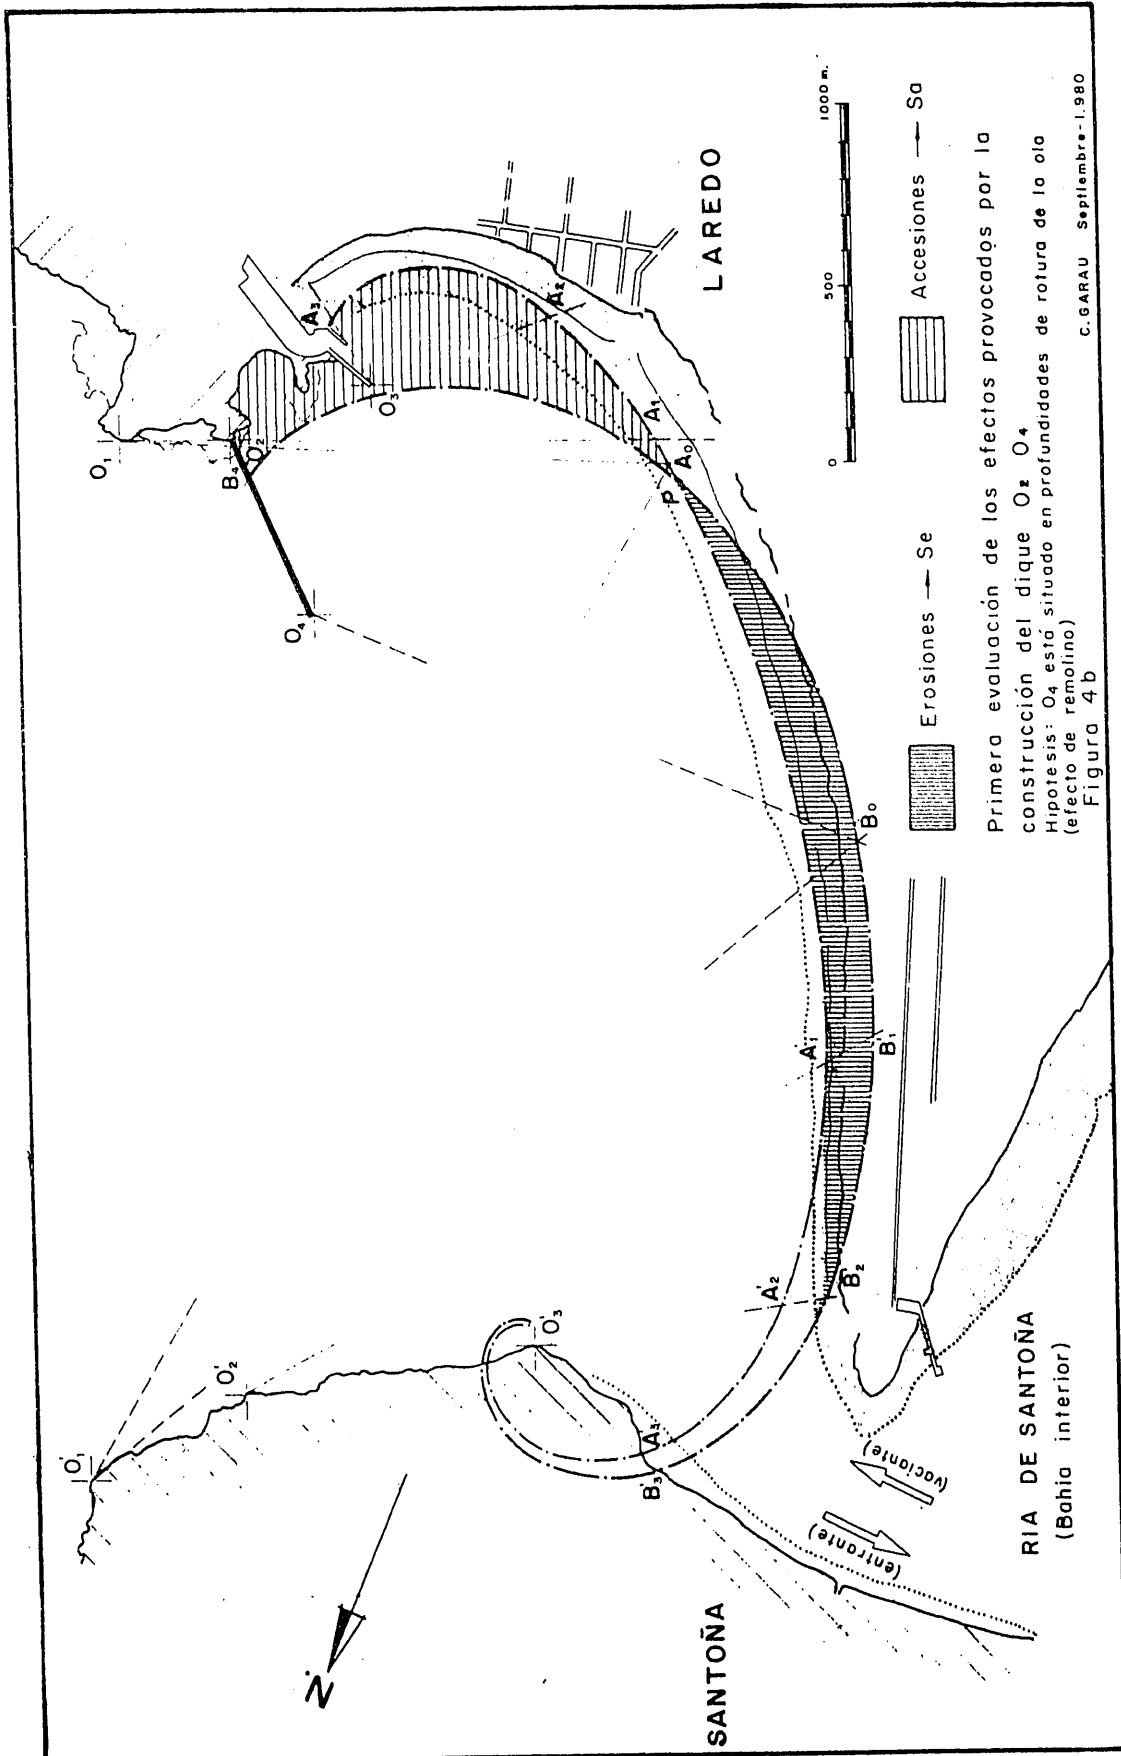 O₁
B₄
O₂
O₄
A₃
O₃
A₂
A₁
A₀
P
LAREDO
B₀
A'₁
B'₁
A'₂
B₂
O'₁
O'₂
O'₃
A₃
B'₃
N
SANTOÑA
(vaciante)
(entrante)
RIA DE SANTOÑA
(Bahia interior)
0 500 1000 m.
Erosiones → Se
Accesiones → Sa
Primera evaluación de los efectos provocados por la
construcción del dique O₂ O₄
Hipotesis: O₄ está situado en profundidades de rotura de la ola
(efecto de remolino)
Figura 4b
C. GARAU Septiembre-1.980